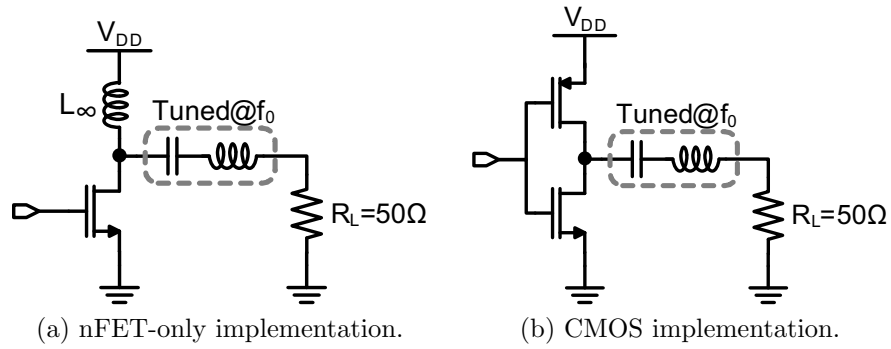 V_DD
L∞
Tuned@f₀
R_L=50Ω
(a) nFET-only implementation.
V_DD
Tuned@f₀
R_L=50Ω
(b) CMOS implementation.